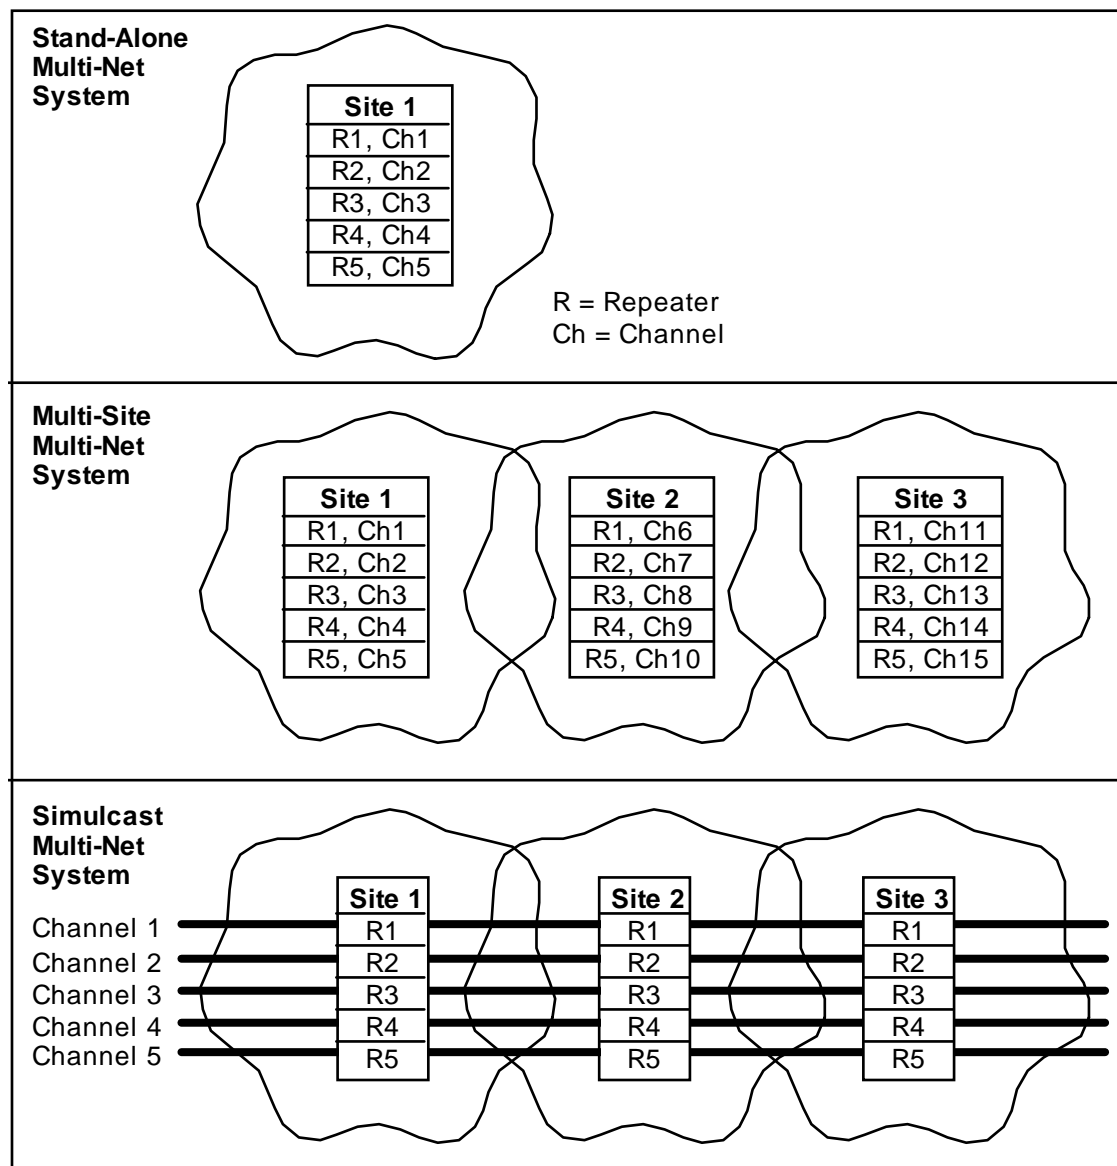 Stand-Alone
Multi-Net
System
Site 1
R1, Ch1
R2, Ch2
R3, Ch3
R4, Ch4
R5, Ch5
R = Repeater
Ch = Channel
Multi-Site
Multi-Net
System
Site 1
R1, Ch1
R2, Ch2
R3, Ch3
R4, Ch4
R5, Ch5
Site 2
R1, Ch6
R2, Ch7
R3, Ch8
R4, Ch9
R5, Ch10
Site 3
R1, Ch11
R2, Ch12
R3, Ch13
R4, Ch14
R5, Ch15
Simulcast
Multi-Net
System
Channel 1
Channel 2
Channel 3
Channel 4
Channel 5
Site 1
R1
R2
R3
R4
R5
Site 2
R1
R2
R3
R4
R5
Site 3
R1
R2
R3
R4
R5